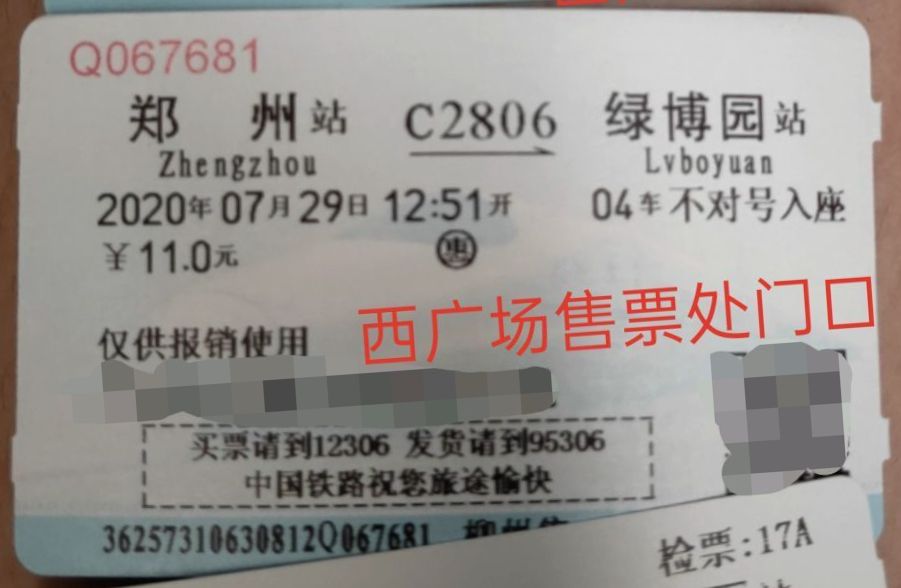 Q067681
郑州站 C2806 绿博园站
Zhengzhou Lvboyuan
2020年07月29日 12:51开 04车 不对号入座
￥11.0元 惠
西广场售票处门口
仅供报销使用
买票请到12306 发货请到95306
中国铁路祝您旅途愉快
36257310630812Q067681 柳州
检票:17A